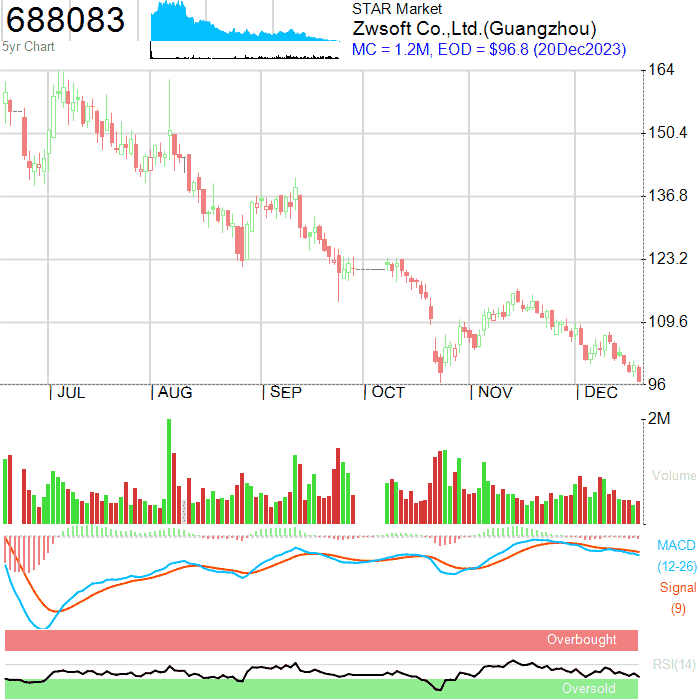 688083
5yr Chart
STAR Market
Zwsoft Co.,Ltd.(Guangzhou)
MC = 1.2M, EOD = $96.8 (20Dec2023)
164
150.4
136.8
123.2
109.6
96
JUL
AUG
SEP
OCT
NOV
DEC
2M
Volume
MACD
(12-26)
Signal
(9)
Overbought
RSI(14)
Oversold